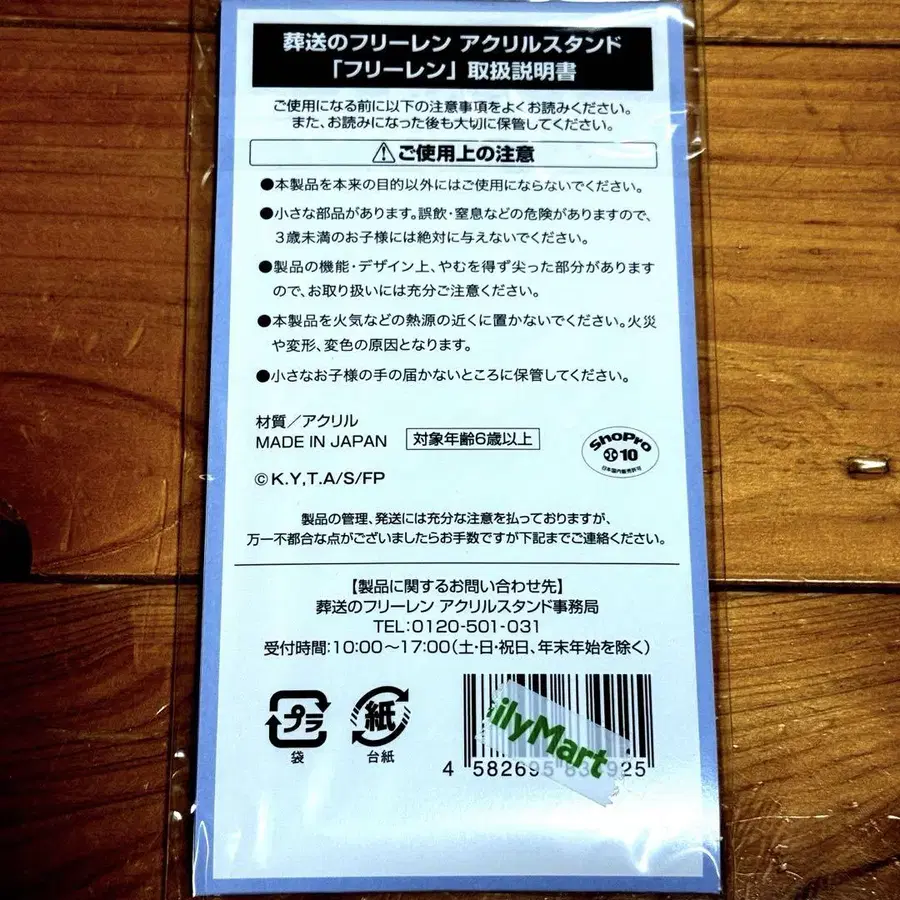 葬送のフリーレン アクリルスタンド
「フリーレン」取扱説明書
ご使用になる前に以下の注意事項をよくお読みください。
また、お読みになった後も大切に保管してください。
⚠ご使用上の注意
●本製品を本来の目的以外にはご使用にならないでください。
●小さな部品があります。誤飲・窒息などの危険がありますので、
3歳未満のお子様には絶対に与えないでください。
●製品の機能・デザイン上、やむを得ず尖った部分があります
ので、お取り扱いには充分ご注意ください。
●本製品を火気などの熱源の近くに置かないでください。火災
や変形、変色の原因となります。
●小さなお子様の手の届かないところに保管してください。
材質／アクリル
MADE IN JAPAN 対象年齢6歳以上
ShoPro
10
日本国内販売許可
©K.Y,T.A/S/FP
製品の管理、発送には充分な注意を払っておりますが、
万一不都合な点がございましたらお手数ですが下記までご連絡ください。
【製品に関するお問い合わせ先】
葬送のフリーレン アクリルスタンド事務局
TEL:0120-501-031
受付時間:10:00〜17:00(土・日・祝日、年末年始を除く)
プラ 紙
袋 台紙
ilyMart
4 582695 925